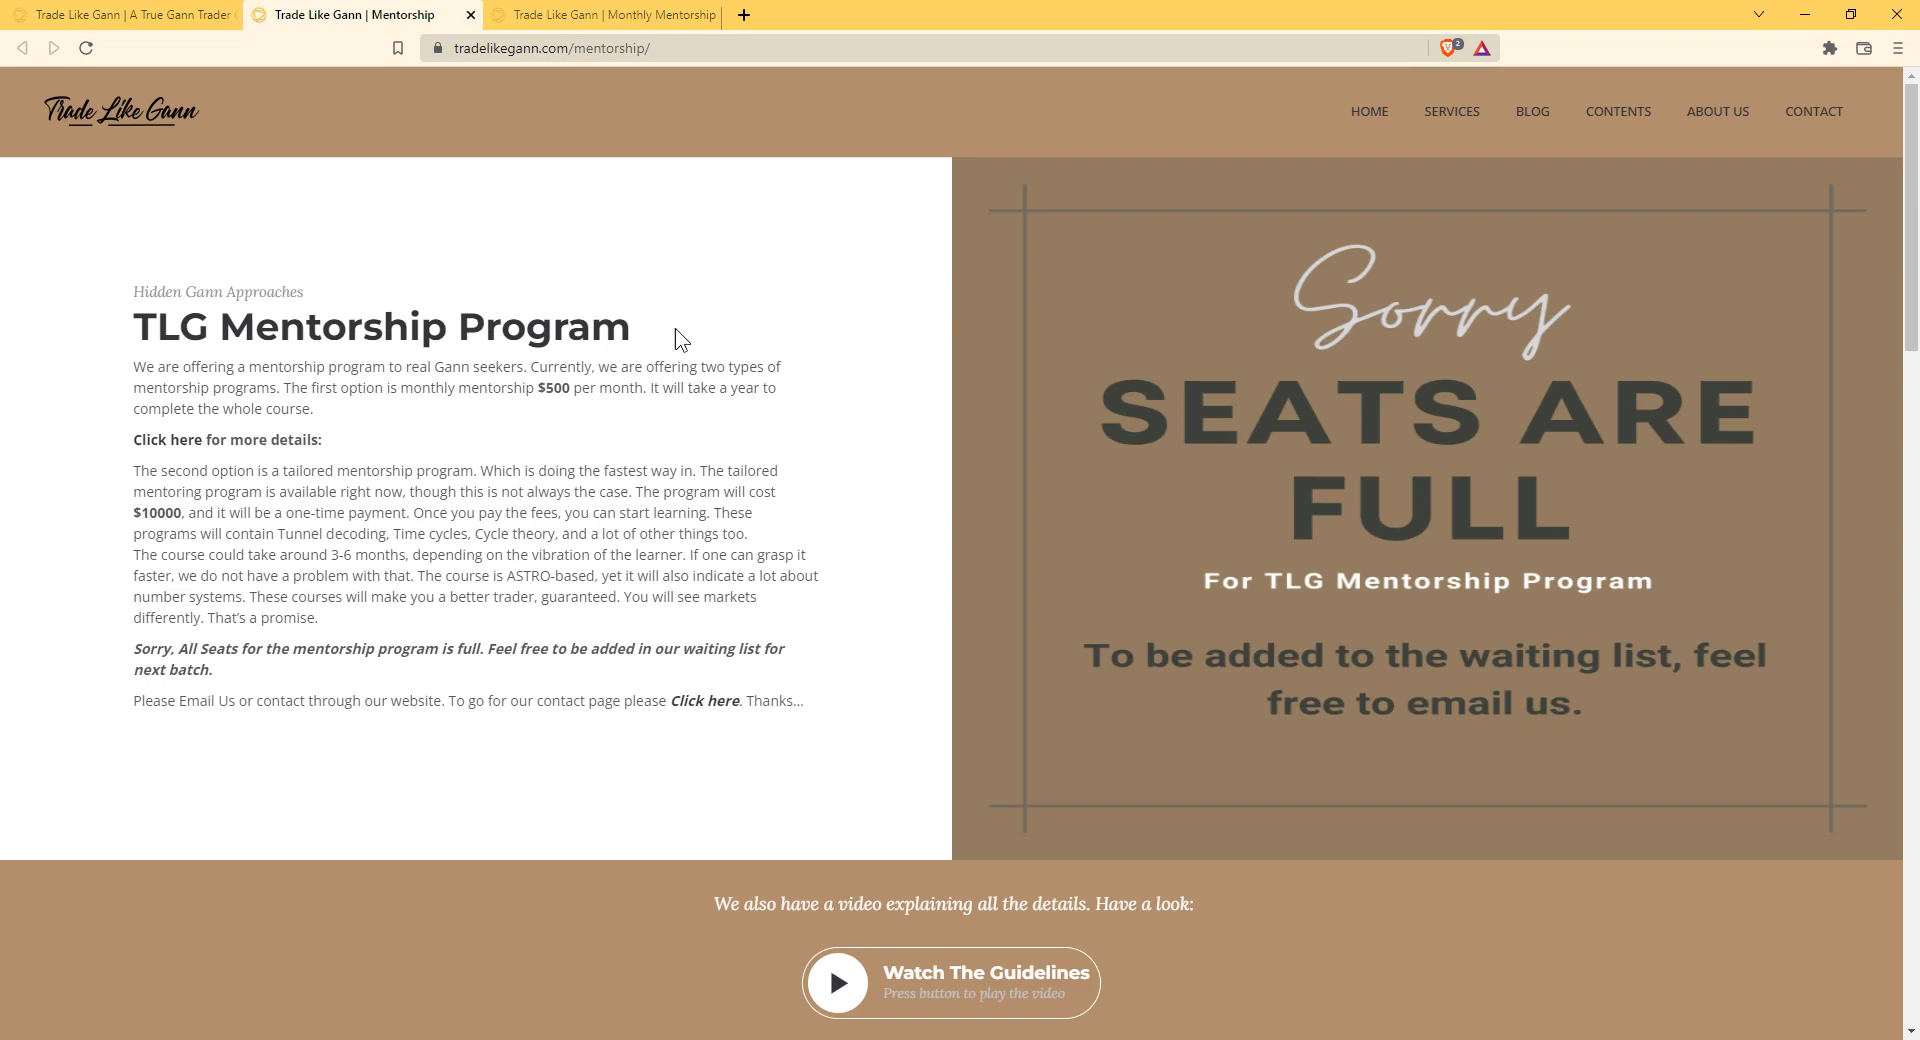 Trade Like Gann | A True Gann Trader
Trade Like Gann | Mentorship
Trade Like Gann | Monthly Mentorship
tradelikegann.com/mentorship/
2
Trade Like Gann
HOME
SERVICES
BLOG
CONTENTS
ABOUT US
CONTACT
Hidden Gann Approaches
TLG Mentorship Program
We are offering a mentorship program to real Gann seekers. Currently, we are offering two types of
mentorship programs. The first option is monthly mentorship $500 per month. It will take a year to
complete the whole course.
Click here for more details:
The second option is a tailored mentorship program. Which is doing the fastest way in. The tailored
mentoring program is available right now, though this is not always the case. The program will cost
$10000, and it will be a one-time payment. Once you pay the fees, you can start learning. These
programs will contain Tunnel decoding, Time cycles, Cycle theory, and a lot of other things too.
The course could take around 3-6 months, depending on the vibration of the learner. If one can grasp it
faster, we do not have a problem with that. The course is ASTRO-based, yet it will also indicate a lot about
number systems. These courses will make you a better trader, guaranteed. You will see markets
differently. That's a promise.
Sorry, All Seats for the mentorship program is full. Feel free to be added in our waiting list for
next batch.
Please Email Us or contact through our website. To go for our contact page please Click here. Thanks...
Sorry
SEATS ARE
FULL
For TLG Mentorship Program
To be added to the waiting list, feel
free to email us.
We also have a video explaining all the details. Have a look:
Watch The Guidelines
Press button to play the video